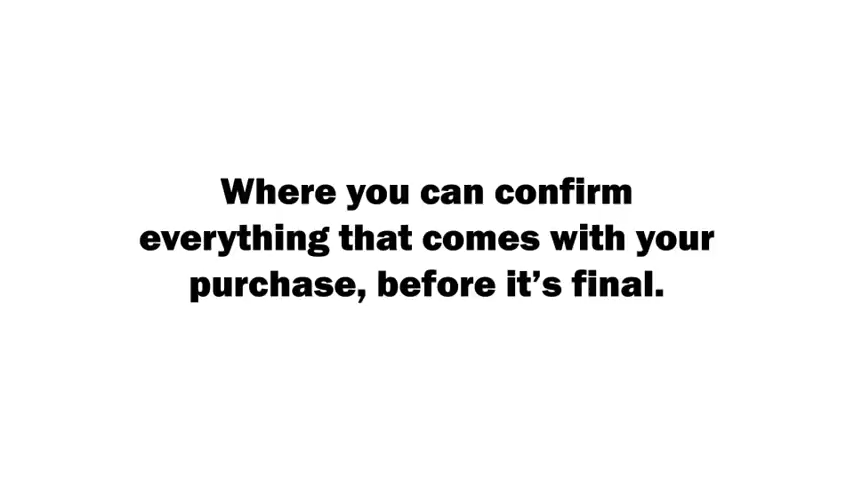 Where you can confirm
everything that comes with your
purchase, before it’s final.